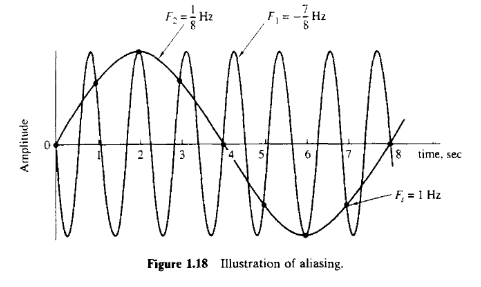 F₂ = 1/8 Hz
F₁ = -7/8 Hz
Amplitude
0
1 2 3 4 5 6 7 8 time, sec
Fₛ = 1 Hz
Figure 1.18 Illustration of aliasing.